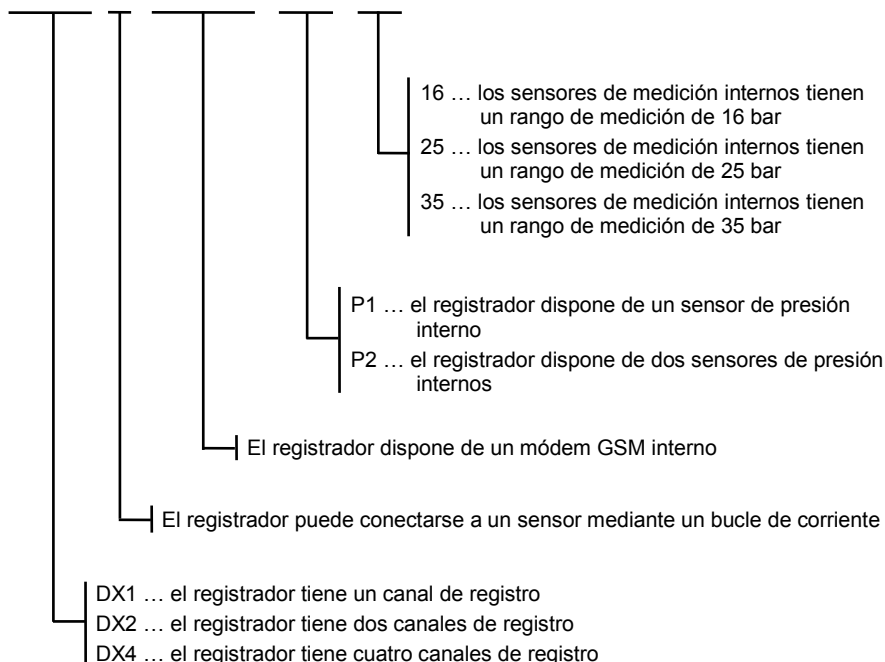 16 … los sensores de medición internos tienen
un rango de medición de 16 bar
25 … los sensores de medición internos tienen
un rango de medición de 25 bar
35 … los sensores de medición internos tienen
un rango de medición de 35 bar
P1 … el registrador dispone de un sensor de presión
interno
P2 … el registrador dispone de dos sensores de presión
internos
El registrador dispone de un módem GSM interno
El registrador puede conectarse a un sensor mediante un bucle de corriente
DX1 … el registrador tiene un canal de registro
DX2 … el registrador tiene dos canales de registro
DX4 … el registrador tiene cuatro canales de registro